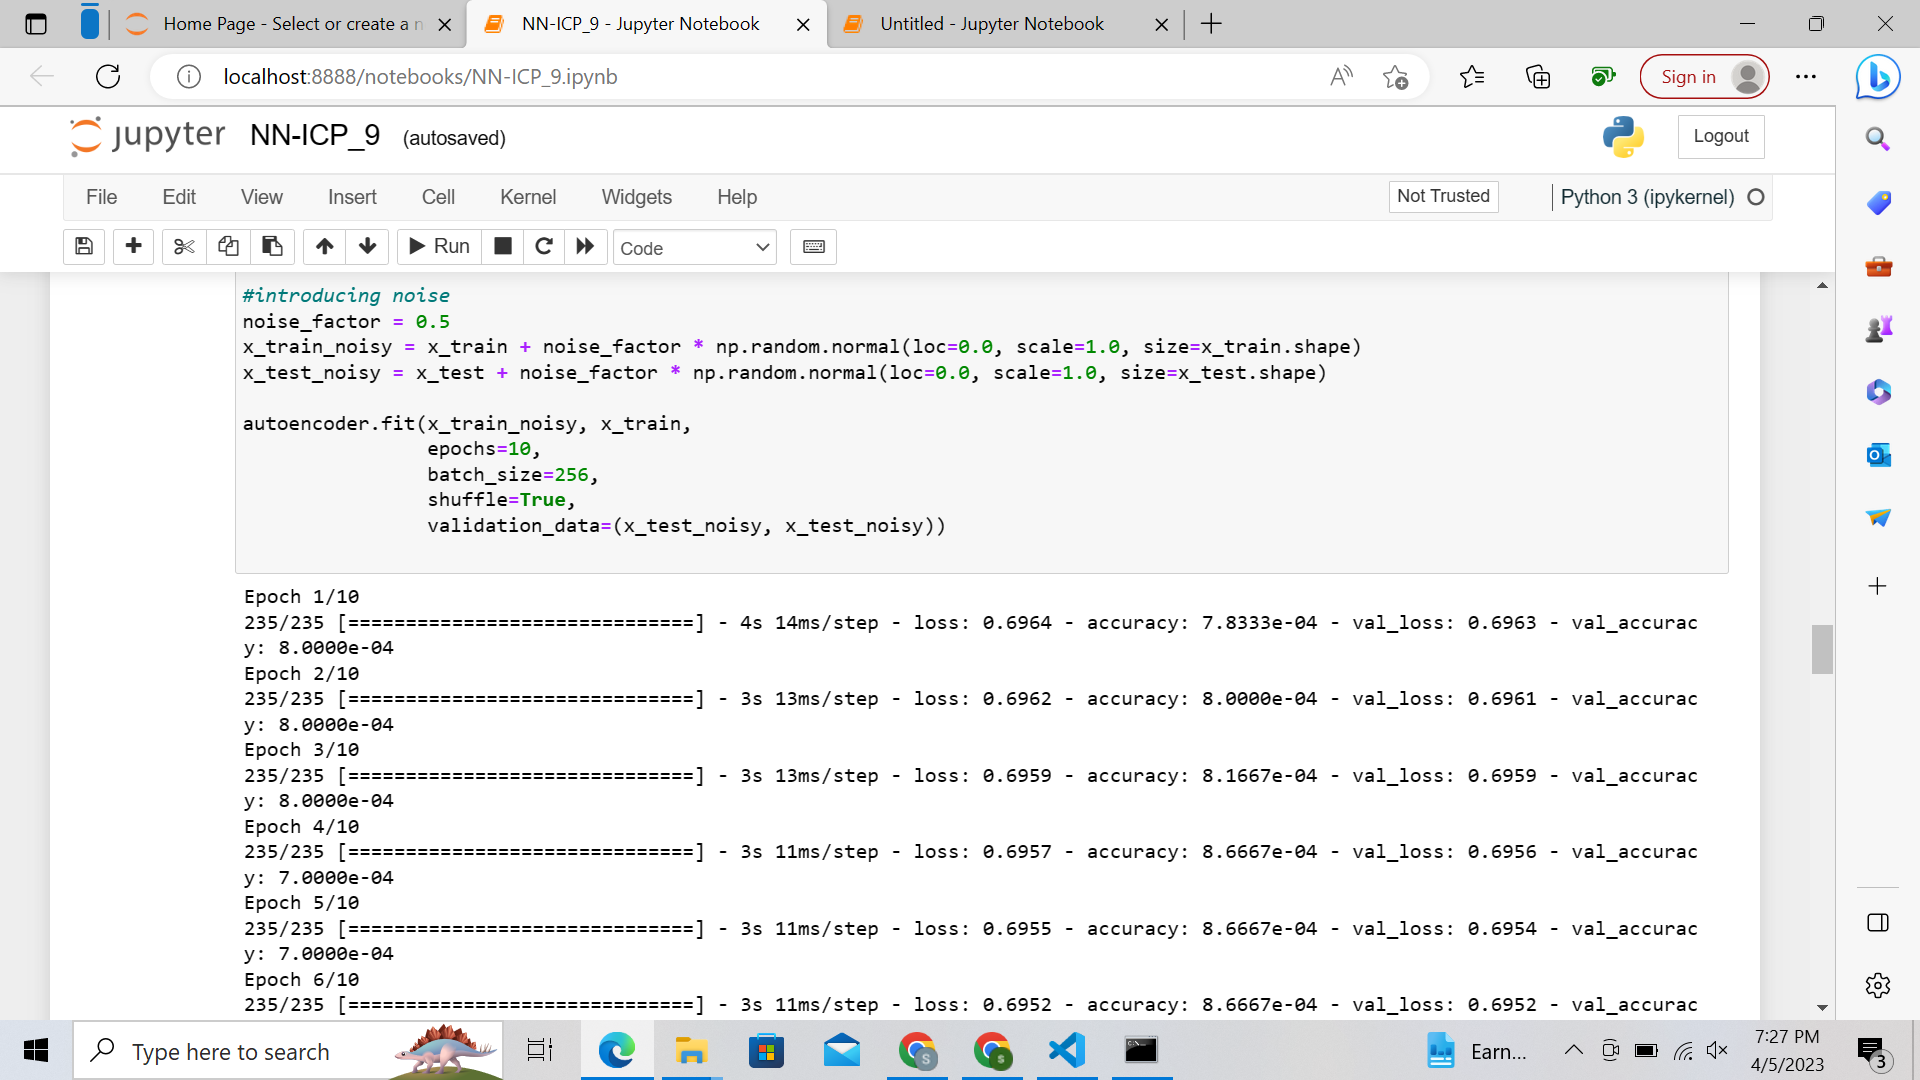 Home Page - Select or create a n
NN-ICP_9 - Jupyter Notebook
Untitled - Jupyter Notebook
localhost:8888/notebooks/NN-ICP_9.ipynb
Sign in
jupyter NN-ICP_9 (autosaved)
Logout
File Edit View Insert Cell Kernel Widgets Help
Not Trusted
Python 3 (ipykernel)
Run
Code
#introducing noise
noise_factor = 0.5
x_train_noisy = x_train + noise_factor * np.random.normal(loc=0.0, scale=1.0, size=x_train.shape)
x_test_noisy = x_test + noise_factor * np.random.normal(loc=0.0, scale=1.0, size=x_test.shape)
autoencoder.fit(x_train_noisy, x_train,
epochs=10,
batch_size=256,
shuffle=True,
validation_data=(x_test_noisy, x_test_noisy))
Epoch 1/10
235/235 [==============================] - 4s 14ms/step - loss: 0.6964 - accuracy: 7.8333e-04 - val_loss: 0.6963 - val_accurac
y: 8.0000e-04
Epoch 2/10
235/235 [==============================] - 3s 13ms/step - loss: 0.6962 - accuracy: 8.0000e-04 - val_loss: 0.6961 - val_accurac
y: 8.0000e-04
Epoch 3/10
235/235 [==============================] - 3s 13ms/step - loss: 0.6959 - accuracy: 8.1667e-04 - val_loss: 0.6959 - val_accurac
y: 8.0000e-04
Epoch 4/10
235/235 [==============================] - 3s 11ms/step - loss: 0.6957 - accuracy: 8.6667e-04 - val_loss: 0.6956 - val_accurac
y: 7.0000e-04
Epoch 5/10
235/235 [==============================] - 3s 11ms/step - loss: 0.6955 - accuracy: 8.6667e-04 - val_loss: 0.6954 - val_accurac
y: 7.0000e-04
Epoch 6/10
235/235 [==============================] - 3s 11ms/step - loss: 0.6952 - accuracy: 8.6667e-04 - val_loss: 0.6952 - val_accurac
Type here to search
Earn...
7:27 PM
4/5/2023
3